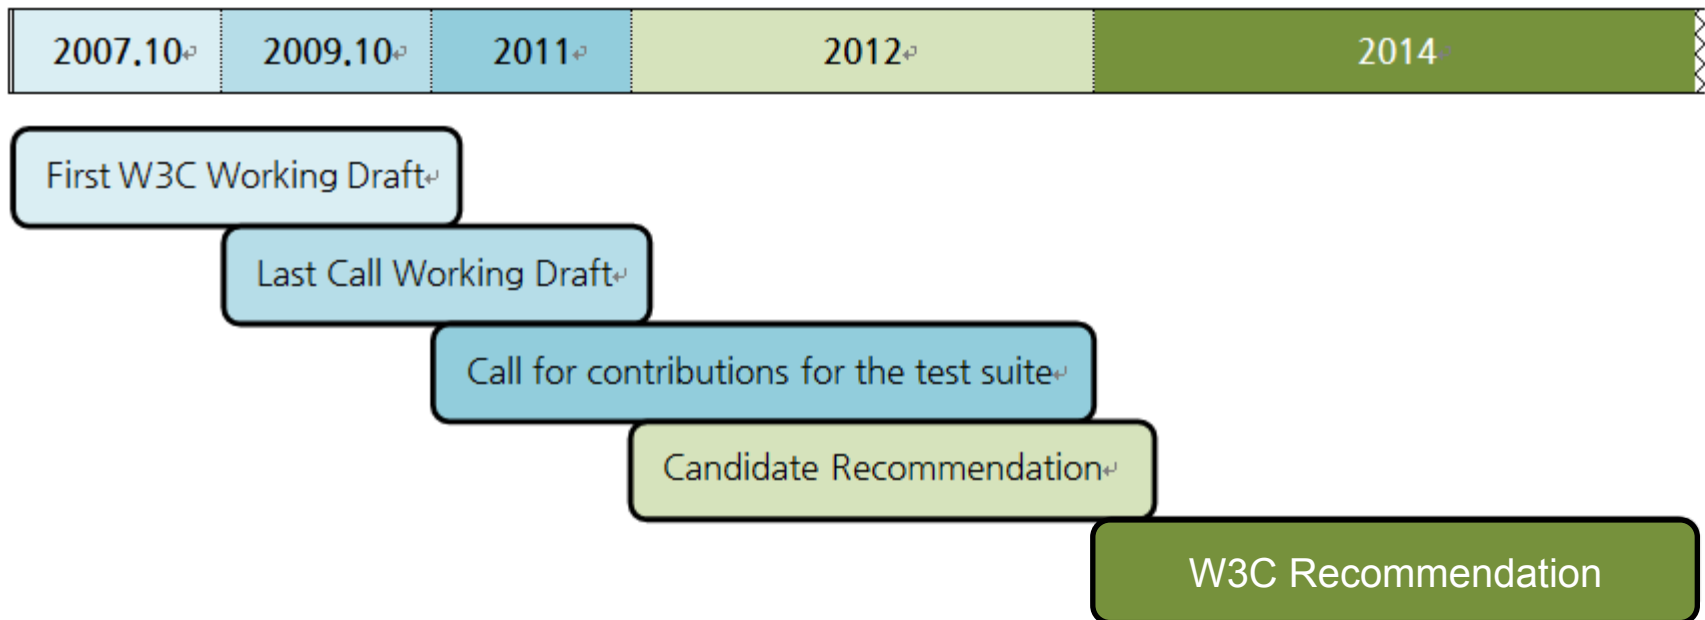 2007.10 2009.10 2011 2012 2014
First W3C Working Draft
Last Call Working Draft
Call for contributions for the test suite
Candidate Recommendation
W3C Recommendation